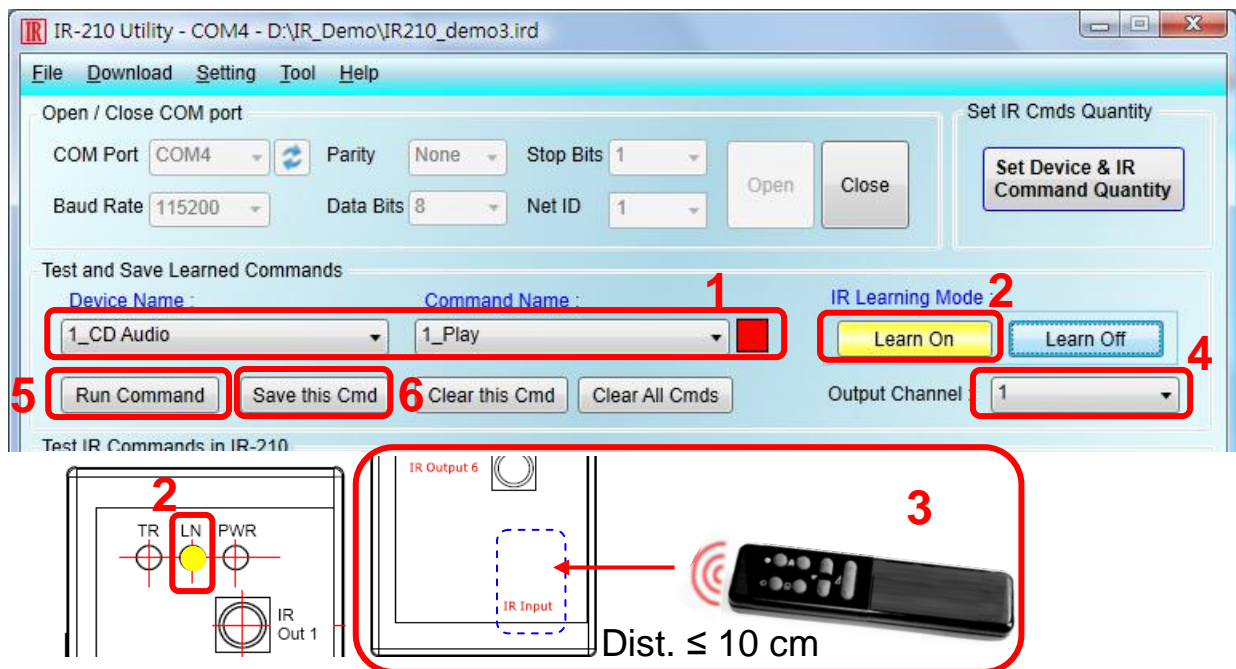 IR IR-210 Utility - COM4 - D:\IR_Demo\IR210_demo3.ird
File Download Setting Tool Help
Open / Close COM port
Set IR Cmds Quantity
COM Port COM4 Parity None Stop Bits 1
Open Close
Set Device & IR
Command Quantity
Baud Rate 115200 Data Bits 8 Net ID 1
Test and Save Learned Commands
Device Name : Command Name : 1 IR Learning Mode : 2
1_CD Audio 1_Play Learn On Learn Off
4
5 Run Command Save this Cmd 6 Clear this Cmd Clear All Cmds Output Channel : 1
Test IR Commands in IR-210
2
TR LN PWR
IR
Out 1
IR Output 6
3
IR Input
Dist. ≤ 10 cm